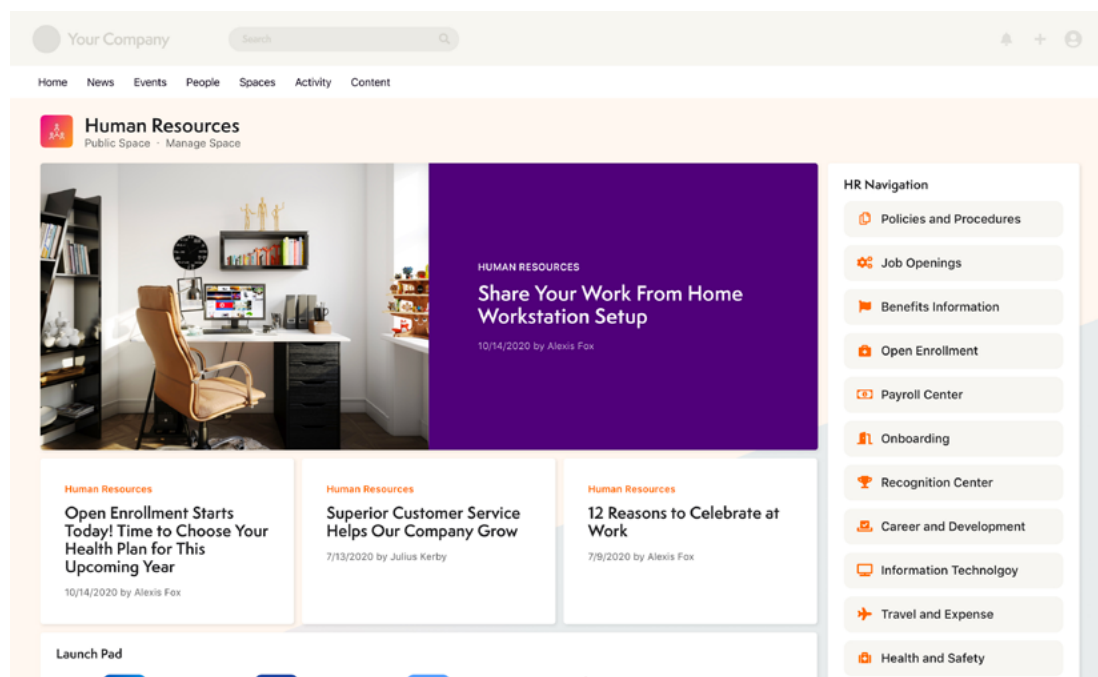 Your Company
Search
Home News Events People Spaces Activity Content
Human Resources
Public Space · Manage Space
HUMAN RESOURCES
Share Your Work From Home
Workstation Setup
10/14/2020 by Alexis Fox
Human Resources
Open Enrollment Starts
Today! Time to Choose Your
Health Plan for This
Upcoming Year
10/14/2020 by Alexis Fox
Human Resources
Superior Customer Service
Helps Our Company Grow
7/13/2020 by Julius Kerby
Human Resources
12 Reasons to Celebrate at
Work
7/9/2020 by Alexis Fox
Launch Pad
HR Navigation
Policies and Procedures
Job Openings
Benefits Information
Open Enrollment
Payroll Center
Onboarding
Recognition Center
Career and Development
Information Technolgoy
Travel and Expense
Health and Safety